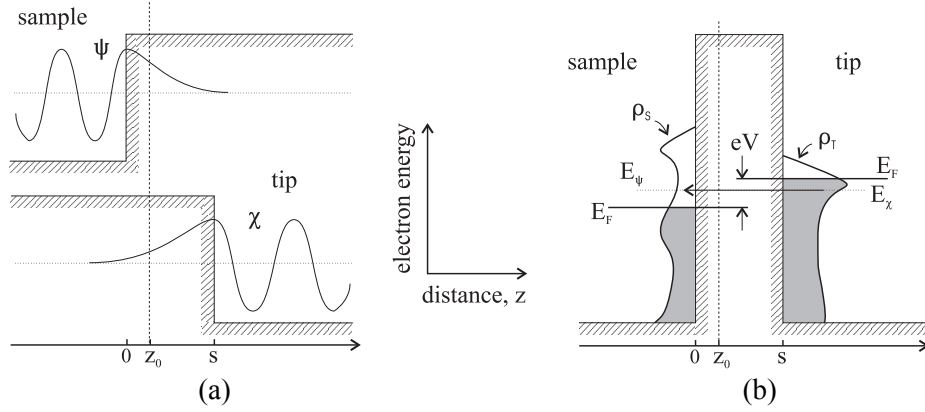 sample
ψ
tip
χ
0 z₀ s
(a)
electron energy
distance, z
sample
tip
ρS
ρT
eV
Eψ
EF
EF
Eχ
0 z₀ s
(b)